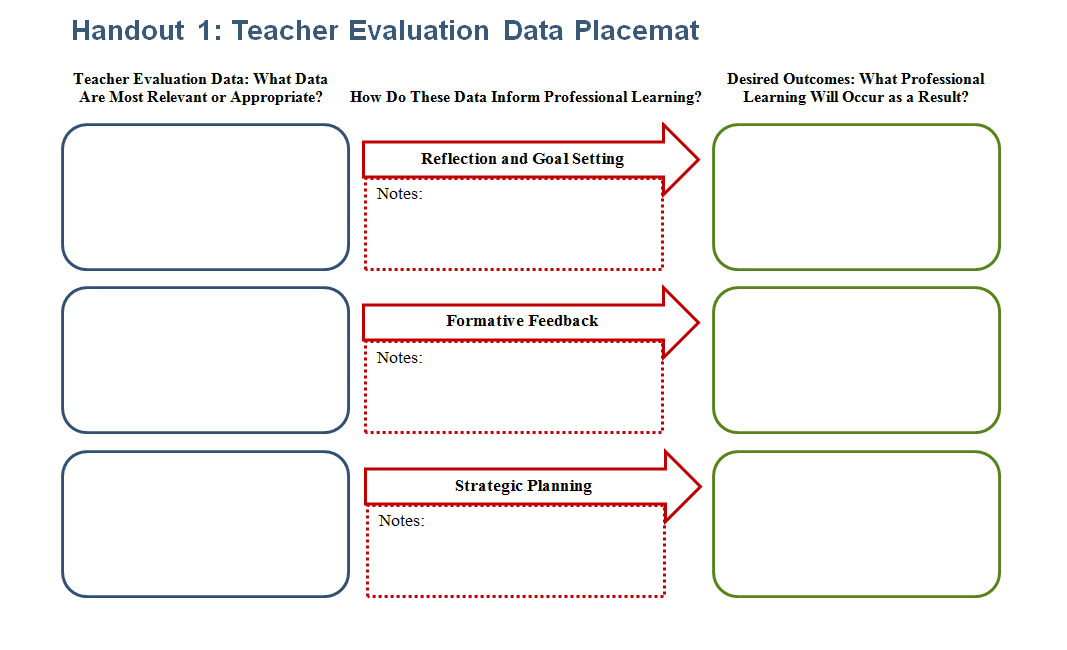 Handout 1: Teacher Evaluation Data Placemat
Teacher Evaluation Data: What Data
Are Most Relevant or Appropriate?
How Do These Data Inform Professional Learning?
Desired Outcomes: What Professional
Learning Will Occur as a Result?
Reflection and Goal Setting
Notes:
Formative Feedback
Notes:
Strategic Planning
Notes: